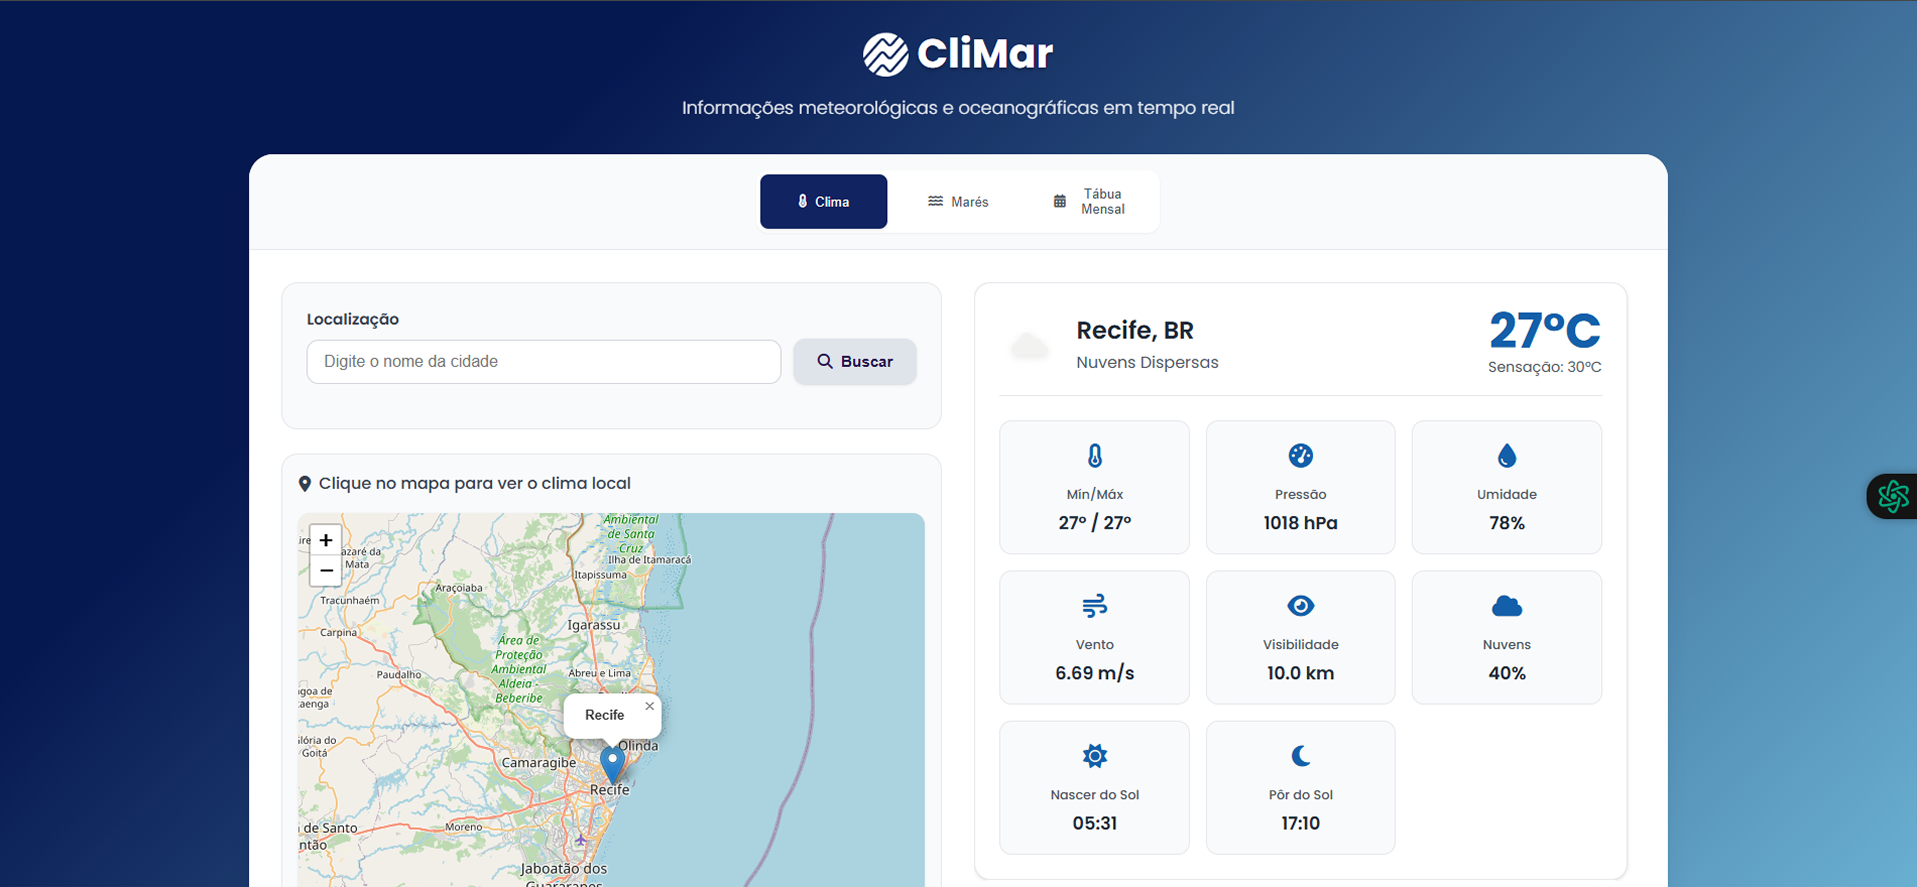 CliMar
Informações meteorológicas e oceanográficas em tempo real
Clima
Marés
Tábua
Mensal
Localização
Digite o nome da cidade
Buscar
Clique no mapa para ver o clima local
+
−
Ambiental
de Santa
Cruz
Ilha de Itamaracá
Itapissuma
azaré da
Mata
Araçoiaba
Tracunhaém
Igarassu
Carpina
Área de
Proteção
Ambiental
Aldeia -
Beberibe
Abreu e Lima
Paudalho
goa de
taenga
Recife
×
Olinda
lória do
Goitá
Camaragibe
Recife
Moreno
de Santo
ntão
Jaboatão dos
Guararapes
Recife, BR
Nuvens Dispersas
27°C
Sensação: 30°C
Mín/Máx
27° / 27°
Pressão
1018 hPa
Umidade
78%
Vento
6.69 m/s
Visibilidade
10.0 km
Nuvens
40%
Nascer do Sol
05:31
Pôr do Sol
17:10